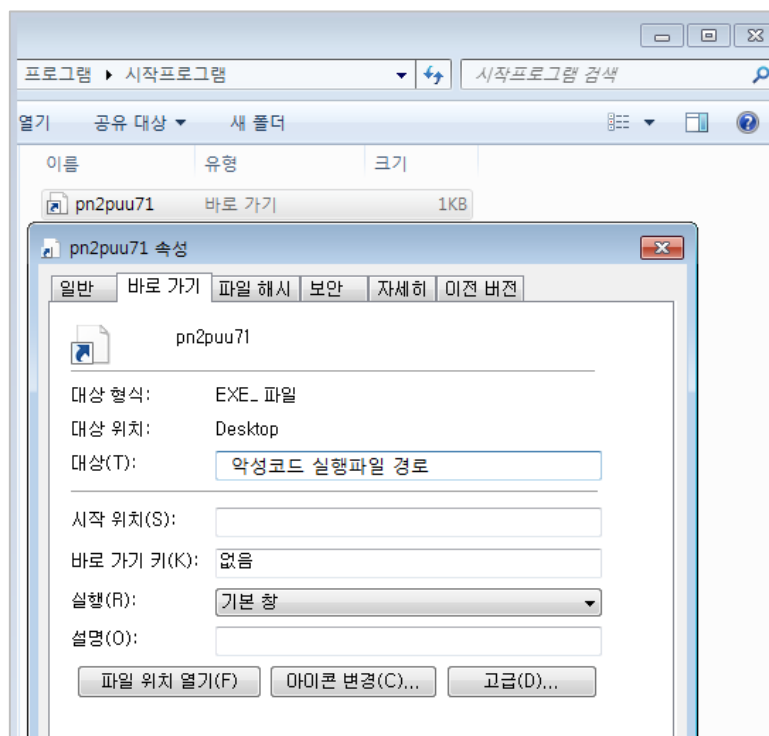 프로그램 ▶ 시작프로그램 시작프로그램 검색
열기 공유 대상 ▼ 새 폴더
이름 유형 크기
pn2puu71 바로 가기 1KB
pn2puu71 속성
일반 바로 가기 파일 해시 보안 자세히 이전 버전
pn2puu71
대상 형식: EXE_ 파일
대상 위치: Desktop
대상(T): 악성코드 실행파일 경로
시작 위치(S):
바로 가기 키(K): 없음
실행(R): 기본 창
설명(O):
파일 위치 열기(F) 아이콘 변경(C)... 고급(D)...